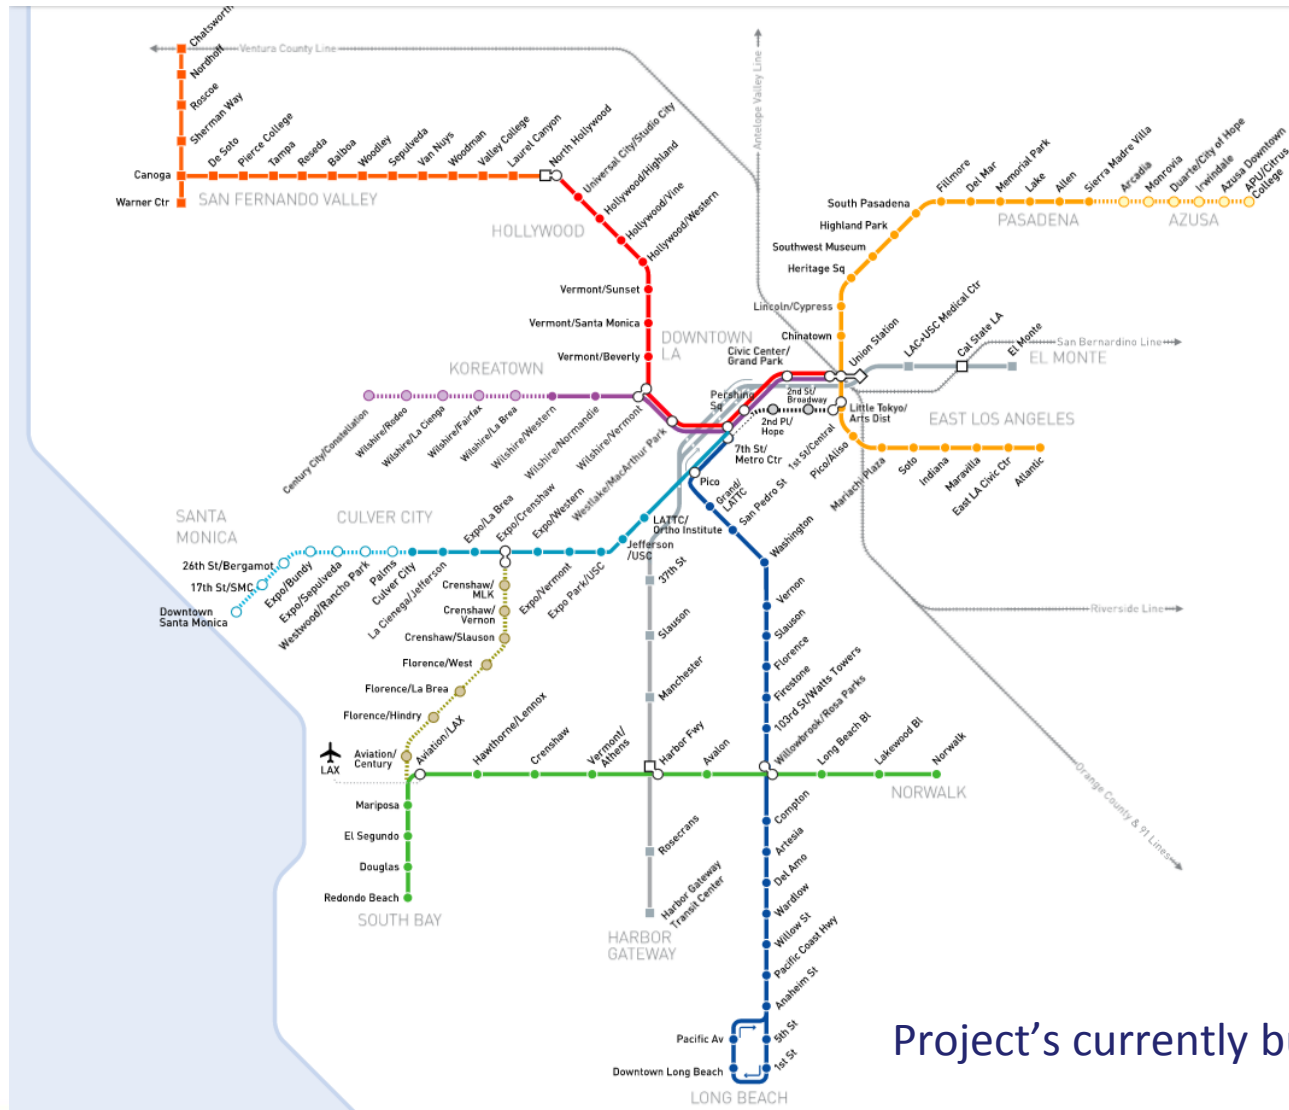 Chatsworth
Nordhoff
Roscoe
Sherman Way
Canoga
Warner Ctr
De Soto
Pierce College
Tampa
Reseda
Balboa
Woodley
Sepulveda
Van Nuys
Woodman
Valley College
Laurel Canyon
North Hollywood
SAN FERNANDO VALLEY
Ventura County Line
Antelope Valley Line
Universal City/Studio City
Hollywood/Highland
Hollywood/Vine
Hollywood/Western
HOLLYWOOD
Vermont/Sunset
Vermont/Santa Monica
Vermont/Beverly
DOWNTOWN
LA
KOREATOWN
Fillmore
Del Mar
Memorial Park
Lake
Allen
Sierra Madre Villa
Arcadia
Monrovia
Duarte/City of Hope
Irwindale
Azusa Downtown
APU/Citrus
College
PASADENA
AZUSA
South Pasadena
Highland Park
Southwest Museum
Heritage Sq
Lincoln/Cypress
Chinatown
Union Station
LAC+USC Medical Ctr
Cal State LA
El Monte
San Bernardino Line
EL MONTE
Civic Center/
Grand Park
Pershing
Sq
2nd St/
Broadway
2nd Pl/
Hope
1st St/Central
Little Tokyo/
Arts Dist
EAST LOS ANGELES
Pico/Aliso
Mariachi Plaza
Soto
Indiana
Maravilla
East LA Civic Ctr
Atlantic
Century City/Constellation
Wilshire/Rodeo
Wilshire/La Cienga
Wilshire/Fairfax
Wilshire/La Brea
Wilshire/Western
Wilshire/Normandie
Wilshire/Vermont
Westlake/MacArthur Park
7th St/
Metro Ctr
Pico
Grand/
LATTC
San Pedro St
Washington
Vernon
Slauson
Florence
Firestone
103rd St/Watts Towers
Willowbrook/Rosa Parks
SANTA
MONICA
CULVER CITY
Downtown
Santa Monica
17th St/SMC
26th St/Bergamot
Expo/Bundy
Expo/Sepulveda
Westwood/Rancho Park
Palms
Culver City
La Cienega/Jefferson
Expo/La Brea
Expo/Crenshaw
Expo/Western
Expo/Vermont
Expo Park/USC
Jefferson
/USC
LATTC/
Ortho Institute
Crenshaw/
MLK
Crenshaw/
Vernon
Crenshaw/Slauson
Florence/West
Florence/La Brea
Florence/Hindry
Aviation/
Century
LAX
Aviation/LAX
Hawthorne/Lennox
Crenshaw
Vermont/
Athens
Harbor Fwy
Avalon
Long Beach Bl
Lakewood Bl
Norwalk
NORWALK
Mariposa
El Segundo
Douglas
Redondo Beach
SOUTH BAY
37th St
Slauson
Manchester
Rosecrans
Harbor Gateway
Transit Center
HARBOR
GATEWAY
Compton
Artesia
Del Amo
Wardlow
Willow St
Pacific Coast Hwy
Anaheim St
5th St
1st St
Pacific Av
Downtown Long Beach
LONG BEACH
Riverside Line
Orange County & 91 Lines
Project’s currently